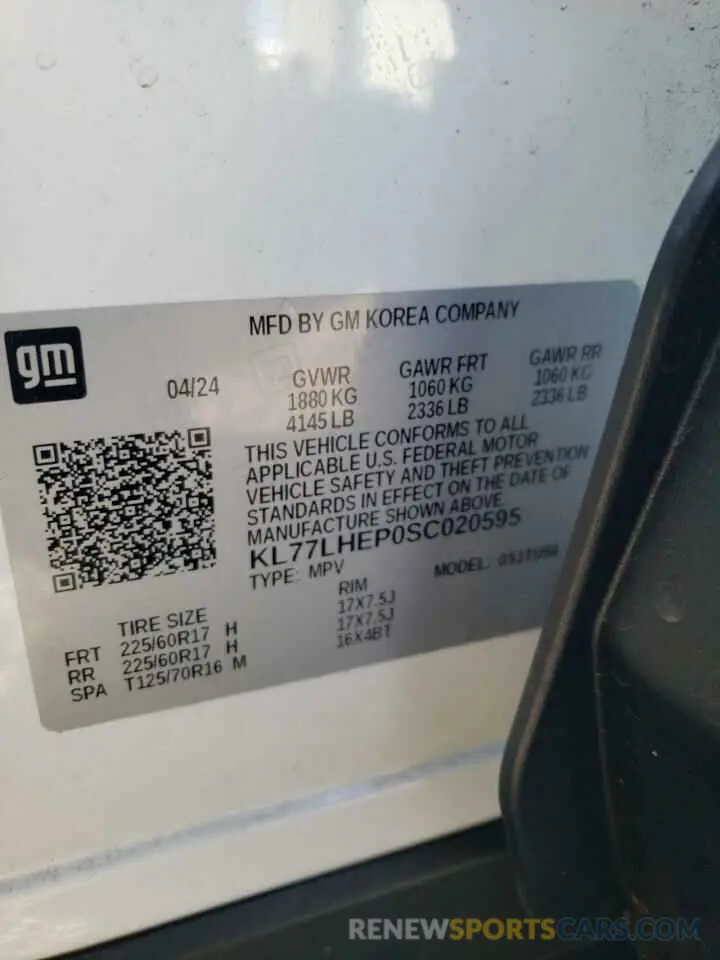 MFD BY GM KOREA COMPANY
gm
04/24
GVWR
1880 KG
4145 LB
GAWR FRT
1060 KG
2336 LB
GAWR RR
1060 KG
2336 LB
THIS VEHICLE CONFORMS TO ALL
APPLICABLE U.S. FEDERAL MOTOR
VEHICLE SAFETY AND THEFT PREVENTION
STANDARDS IN EFFECT ON THE DATE OF
MANUFACTURE SHOWN ABOVE.
KL77LHEP0SC020595
TYPE: MPV
MODEL:
TIRE SIZE
RIM
FRT 225/60R17 H 17X7.5J
RR 225/60R17 H 17X7.5J
SPA T125/70R16 M 16X4BT
RENEWSPORTSCARS.COM